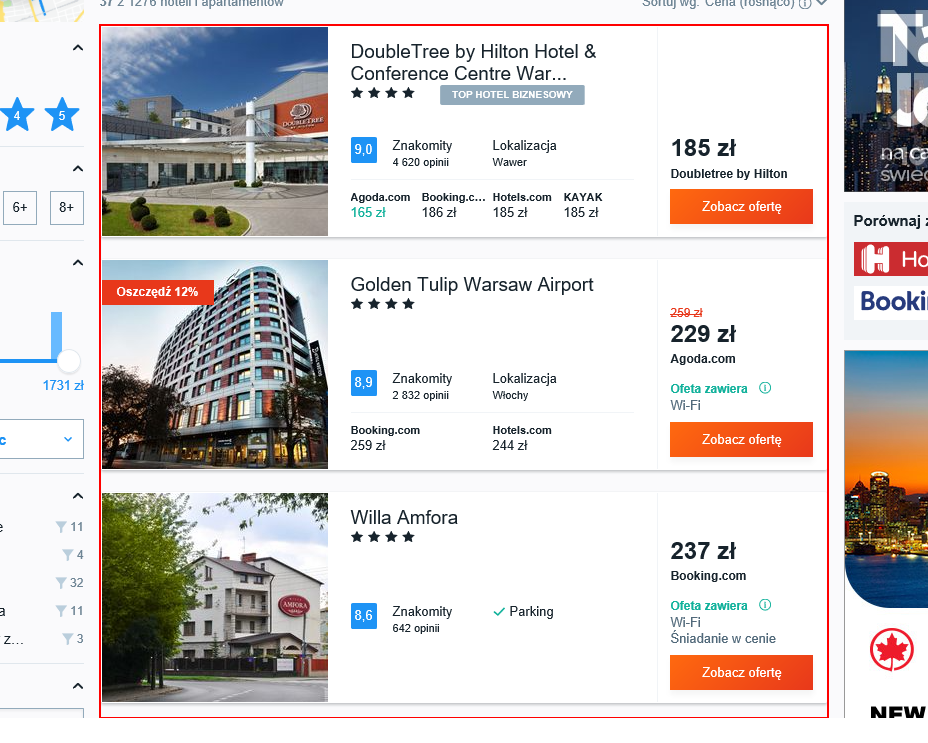 37 z 1276 hoteli i apartamentów
Sortuj wg. Cena (rosnąco)
4
5
6+
8+
1731 zł
11
4
32
11
z...
3
DOUBLETREE
DoubleTree by Hilton Hotel &
Conference Centre War...
TOP HOTEL BIZNESOWY
9,0
Znakomity
4 620 opinii
Lokalizacja
Wawer
Agoda.com
165 zł
Booking.c...
186 zł
Hotels.com
185 zł
KAYAK
185 zł
185 zł
Doubletree by Hilton
Zobacz ofertę
Oszczędź 12%
Golden Tulip Warsaw Airport
8,9
Znakomity
2 832 opinii
Lokalizacja
Włochy
Booking.com
259 zł
Hotels.com
244 zł
259 zł
229 zł
Agoda.com
Ofeta zawiera
Wi-Fi
Zobacz ofertę
AMFORA
Willa Amfora
8,6
Znakomity
642 opinii
Parking
237 zł
Booking.com
Ofeta zawiera
Wi-Fi
Śniadanie w cenie
Zobacz ofertę
na ca
świec
Porównaj z
H Ho
Bookin
NEW